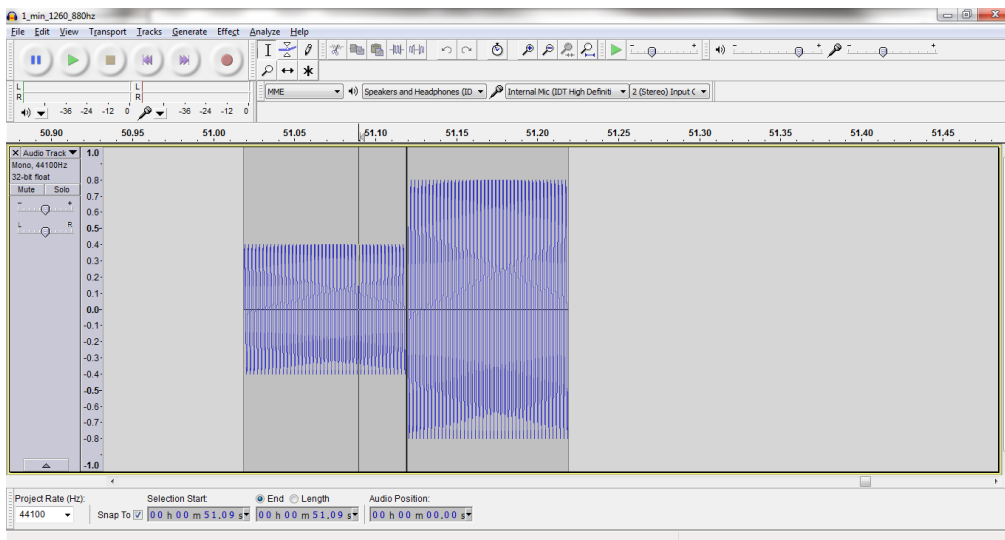 1_min_1260_880hz
File Edit View Transport Tracks Generate Effect Analyze Help
L
R
L
R
-36 -24 -12 0
-36 -24 -12 0
MME
Speakers and Headphones (ID
Internal Mic (IDT High Definiti
2 (Stereo) Input C
50.90 50.95 51.00 51.05 51.10 51.15 51.20 51.25 51.30 51.35 51.40 51.45
X Audio Track
Mono, 44100Hz
32-bit float
Mute Solo
- +
L R
1.0
0.8
0.7
0.6
0.5
0.4
0.3
0.2
0.1
0.0
-0.1
-0.2
-0.3
-0.4
-0.5
-0.6
-0.7
-0.8
-1.0
Project Rate (Hz): Selection Start: End Length Audio Position:
44100 Snap To 00 h 00 m 51.09 s 00 h 00 m 51.09 s 00 h 00 m 00.00 s